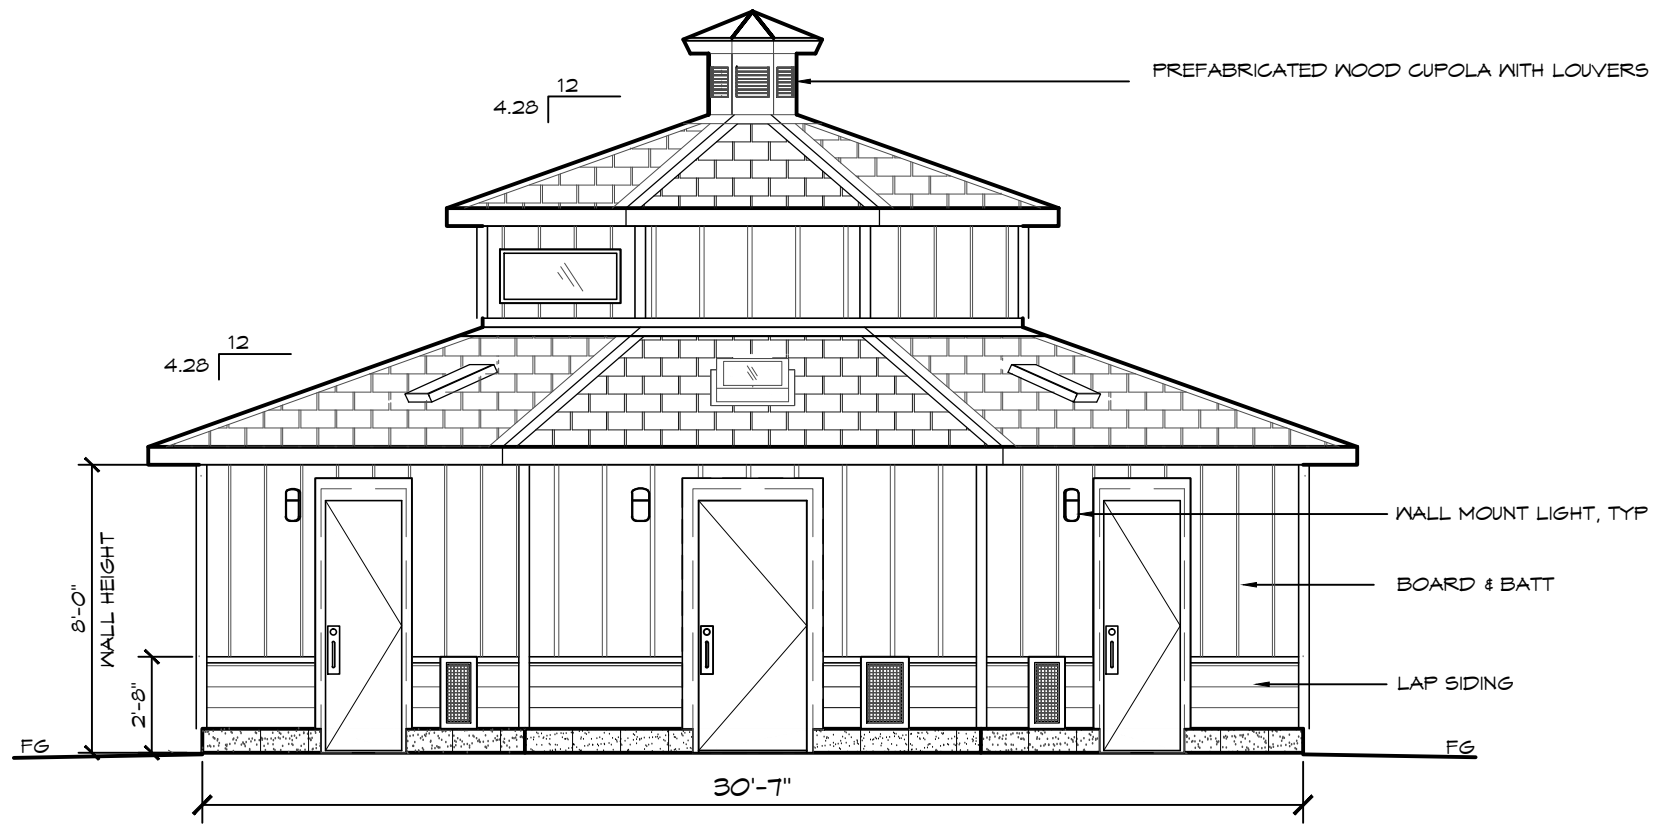 PREFABRICATED WOOD CUPOLA WITH LOUVERS
12
4.28
12
4.28
WALL MOUNT LIGHT, TYP
BOARD & BATT
8'-0"
WALL HEIGHT
2'-8"
LAP SIDING
FG
FG
30'-7"